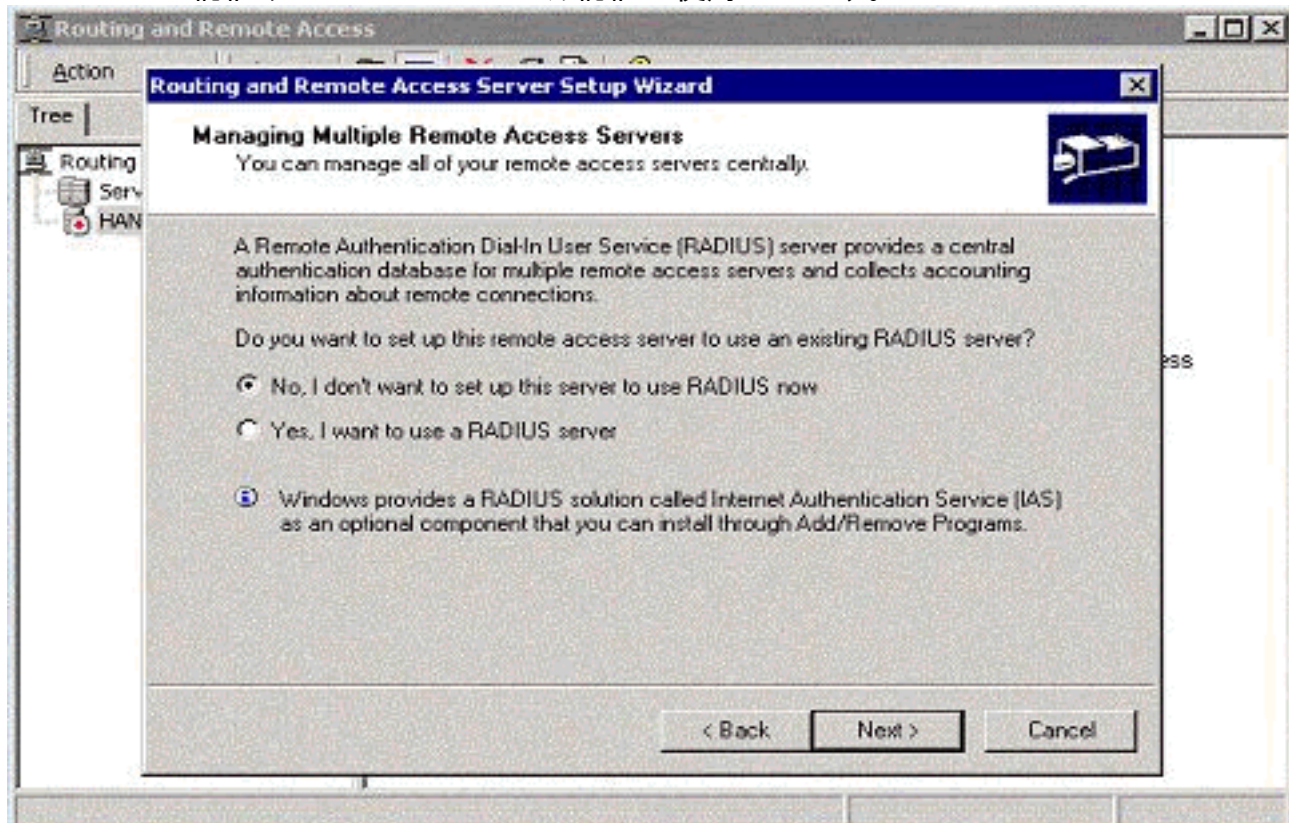 Routing and Remote Access
Action
Tree
Routing
Serv
HAN
Routing and Remote Access Server Setup Wizard
Managing Multiple Remote Access Servers
You can manage all of your remote access servers centrally.
A Remote Authentication Dial-In User Service (RADIUS) server provides a central
authentication database for multiple remote access servers and collects accounting
information about remote connections.
Do you want to set up this remote access server to use an existing RADIUS server?
No, I don't want to set up this server to use RADIUS now
Yes, I want to use a RADIUS server
Windows provides a RADIUS solution called Internet Authentication Service (IAS)
as an optional component that you can install through Add/Remove Programs.
ess
< Back
Next >
Cancel